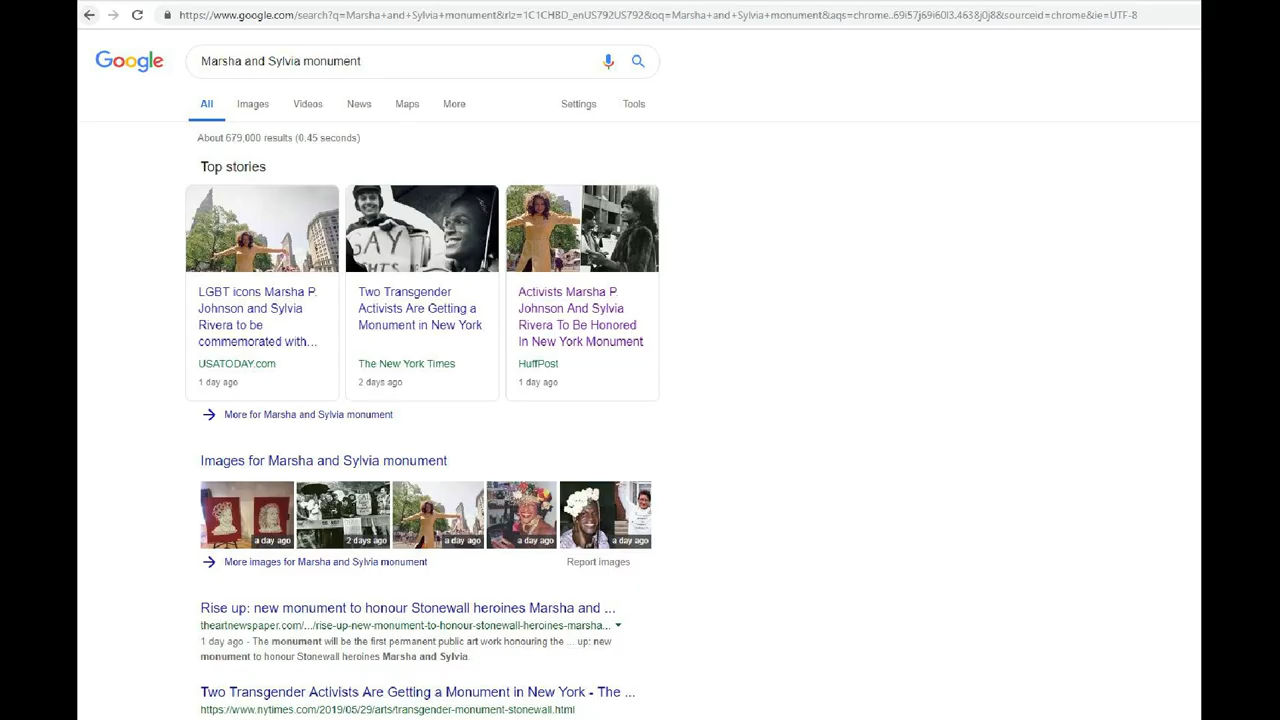 https://www.google.com/search?q=Marsha+and+Sylvia+monument&rlz=1C1CHBD_enUS792US792&oq=Marsha+and+Sylvia+monument&aqs=chrome..69i57j69i60l3.4638j0j8&sourceid=chrome&ie=UTF-8
Google
Marsha and Sylvia monument
All Images Videos News Maps More Settings Tools
About 679,000 results (0.45 seconds)
Top stories
GAY
LGBT icons Marsha P.
Johnson and Sylvia
Rivera to be
commemorated with...
USATODAY.com
1 day ago
Two Transgender
Activists Are Getting a
Monument in New York
The New York Times
2 days ago
Activists Marsha P.
Johnson And Sylvia
Rivera To Be Honored
In New York Monument
HuffPost
1 day ago
More for Marsha and Sylvia monument
Images for Marsha and Sylvia monument
a day ago
2 days ago
a day ago
a day ago
a day ago
More images for Marsha and Sylvia monument
Report images
Rise up: new monument to honour Stonewall heroines Marsha and ...
theartnewspaper.com/.../rise-up-new-monument-to-honour-stonewall-heroines-marsha...
1 day ago - The monument will be the first permanent public art work honouring the ... up: new
monument to honour Stonewall heroines Marsha and Sylvia.
Two Transgender Activists Are Getting a Monument in New York - The ...
https://www.nytimes.com/2019/05/29/arts/transgender-monument-stonewall.html